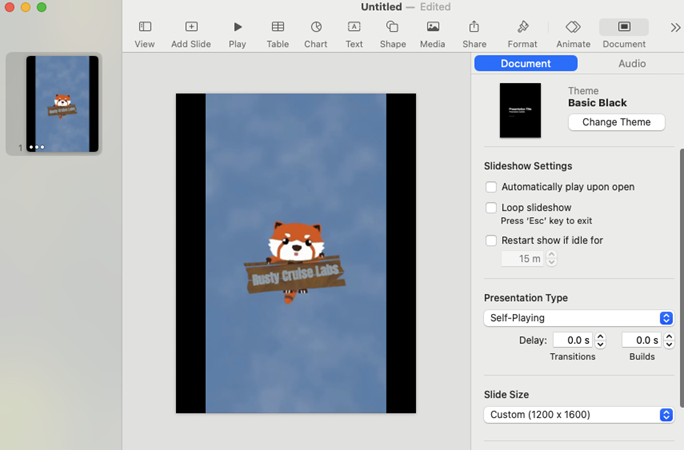 Untitled — Edited
View
Add Slide
Play
Table
Chart
Text
Shape
Media
Share
Format
Animate
Document
Document
Audio
Theme
Basic Black
Change Theme
Slideshow Settings
Automatically play upon open
Loop slideshow
Press 'Esc' key to exit
Restart show if idle for
15 m
Presentation Type
Self-Playing
Delay: 0.0 s 0.0 s
Transitions Builds
Slide Size
Custom (1200 x 1600)
1
Rusty Cruise Labs
Rusty Cruise Labs
Presentation Title